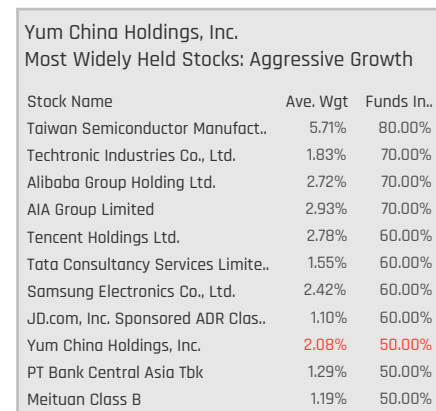 Yum China Holdings, Inc.
Most Widely Held Stocks: Aggressive Growth
Stock Name Ave. Wgt Funds In..
Taiwan Semiconductor Manufact.. 5.71% 80.00%
Techtronic Industries Co., Ltd. 1.83% 70.00%
Alibaba Group Holding Ltd. 2.72% 70.00%
AIA Group Limited 2.93% 70.00%
Tencent Holdings Ltd. 2.78% 60.00%
Tata Consultancy Services Limite.. 1.55% 60.00%
Samsung Electronics Co., Ltd. 2.42% 60.00%
JD.com, Inc. Sponsored ADR Clas.. 1.10% 60.00%
Yum China Holdings, Inc. 2.08% 50.00%
PT Bank Central Asia Tbk 1.29% 50.00%
Meituan Class B 1.19% 50.00%